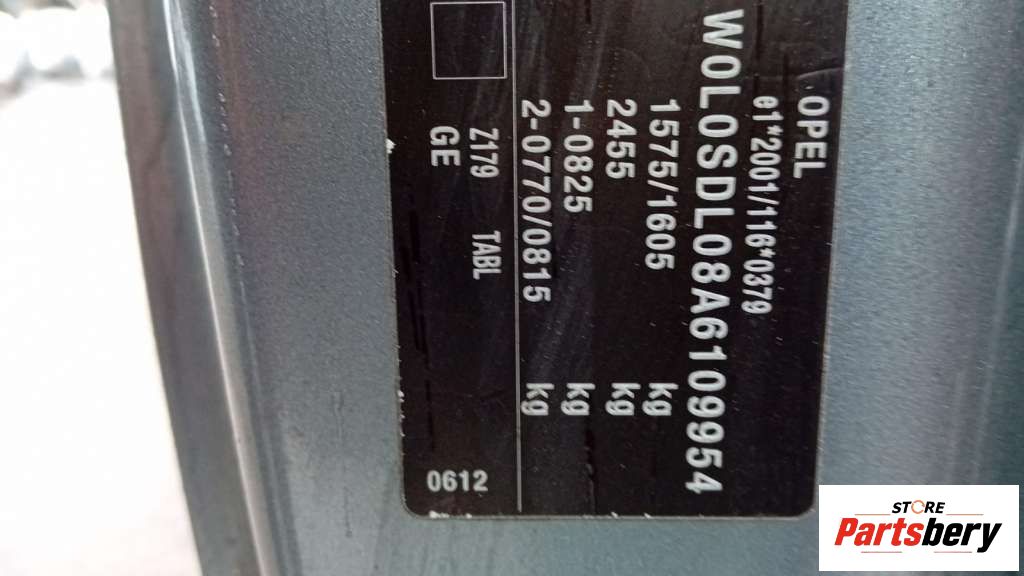 OPEL
e1*2001/116*0379
W0L0SDL08A6109954
1575/1605 kg
2455 kg
1-0825 kg
2-0770/0815 kg
Z179 TABL
GE
0612
STORE
Partsbery